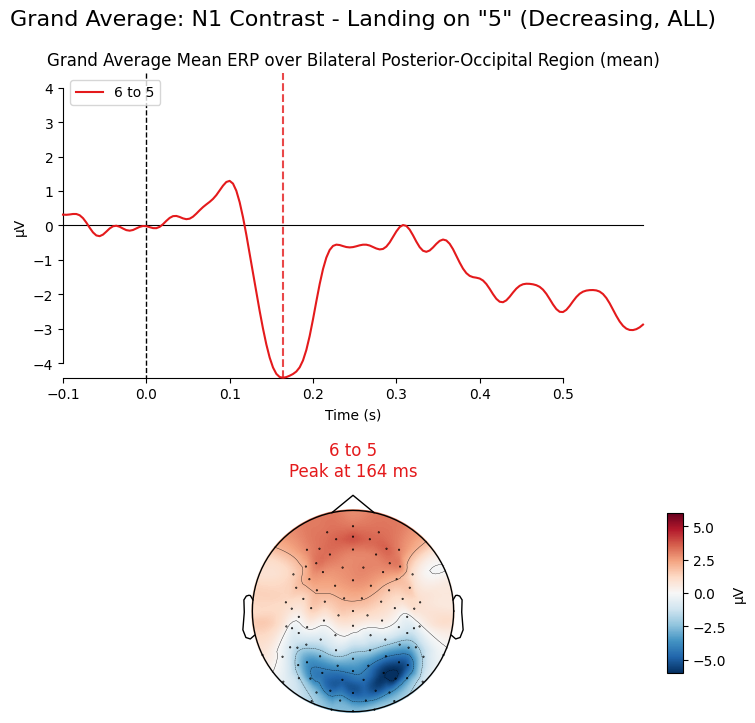 Grand Average: N1 Contrast - Landing on "5" (Decreasing, ALL)
Grand Average Mean ERP over Bilateral Posterior-Occipital Region (mean)
6 to 5
4
3
2
1
0
−1
−2
−3
−4
µV
−0.1
0.0
0.1
0.2
0.3
0.4
0.5
Time (s)
6 to 5
Peak at 164 ms
5.0
2.5
0.0
−2.5
−5.0
µV